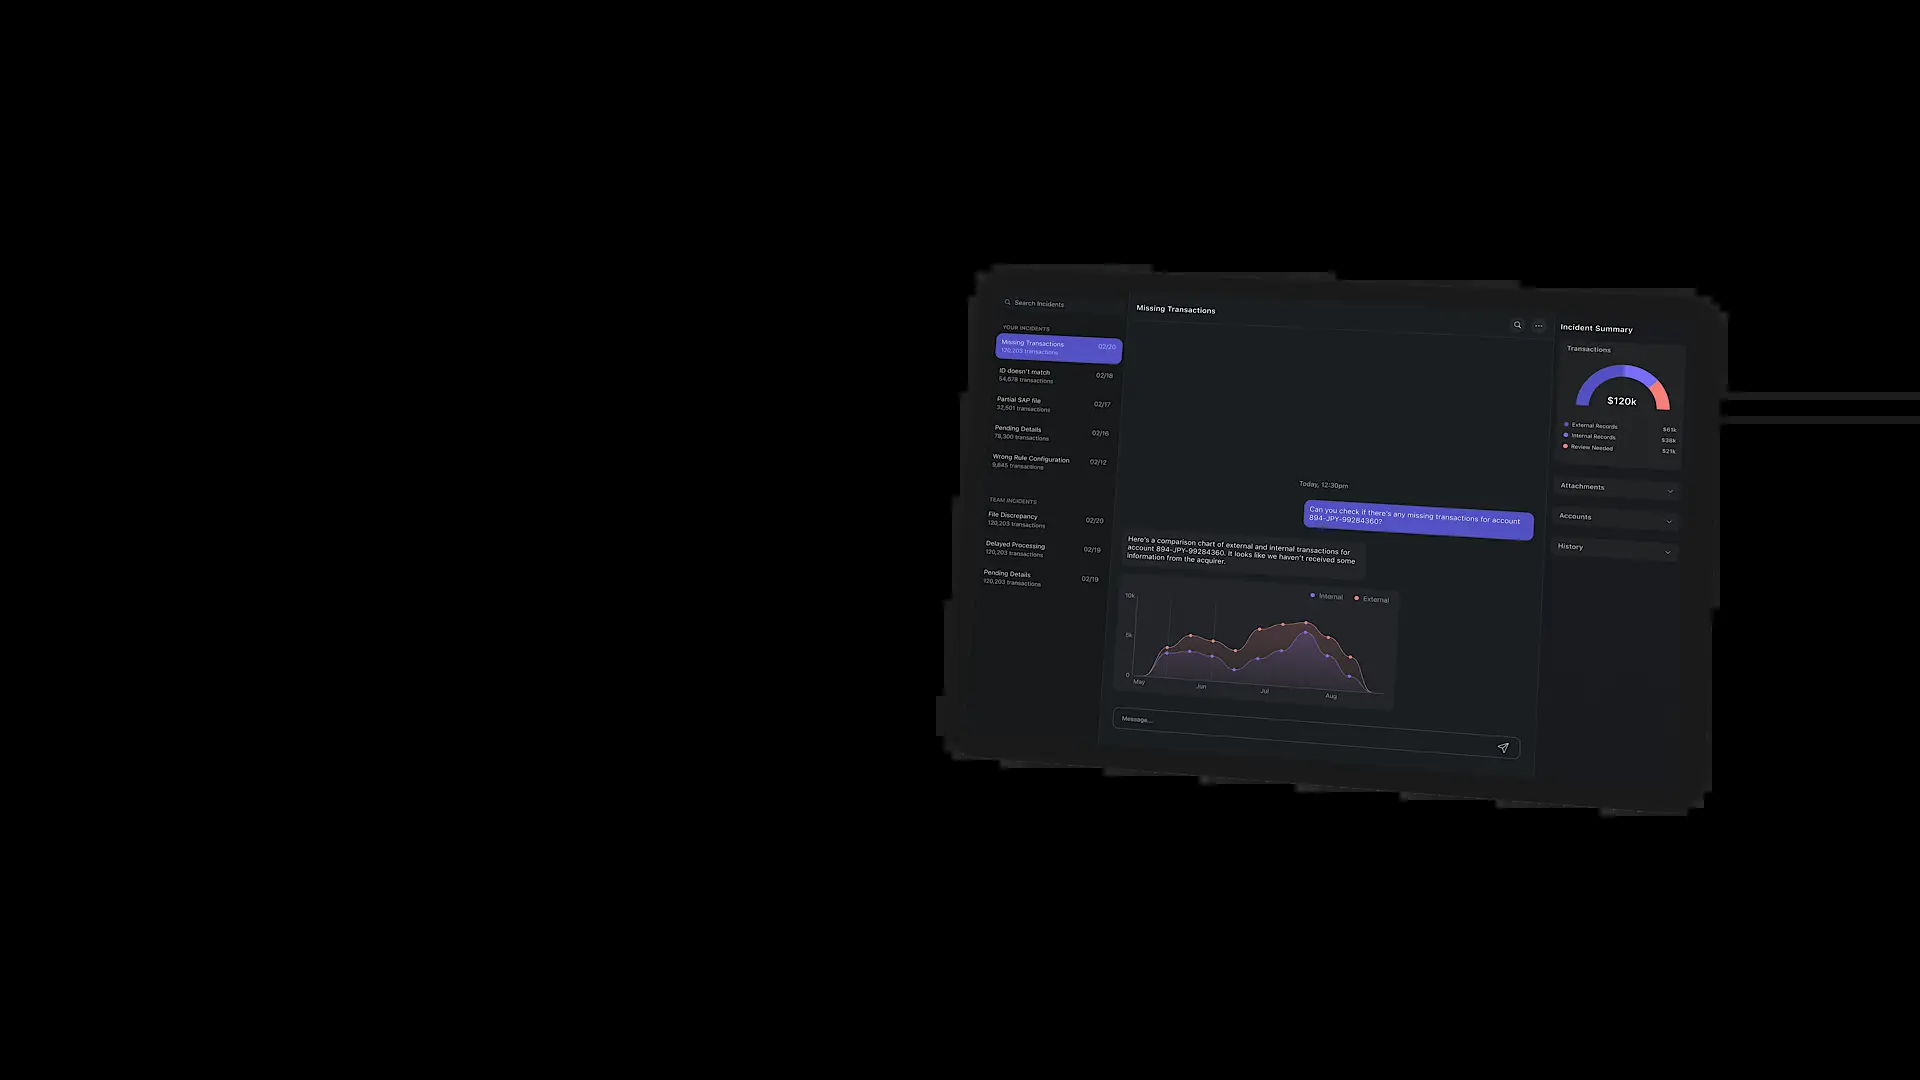 Search Incidents
YOUR INCIDENTS
Missing Transactions 02/20
120,203 transactions
ID doesn't match 02/18
54,678 transactions
Partial SAP file 02/17
32,501 transactions
Pending Details 02/16
78,300 transactions
Wrong Rule Configuration 02/12
9,845 transactions
TEAM INCIDENTS
File Discrepancy 02/20
120,203 transactions
Delayed Processing 02/19
120,203 transactions
Pending Details 02/19
120,203 transactions
Missing Transactions
Today, 12:30pm
Can you check if there's any missing transactions for account
894-JPY-99284360?
Here's a comparison chart of external and internal transactions for
account 894-JPY-99284360. It looks like we haven't received some
information from the acquirer.
Internal External
10k
5k
0
May Jun Jul Aug
Message...
Incident Summary
Transactions
$120k
External Records $61k
Internal Records $38k
Review Needed $21k
Attachments
Accounts
History